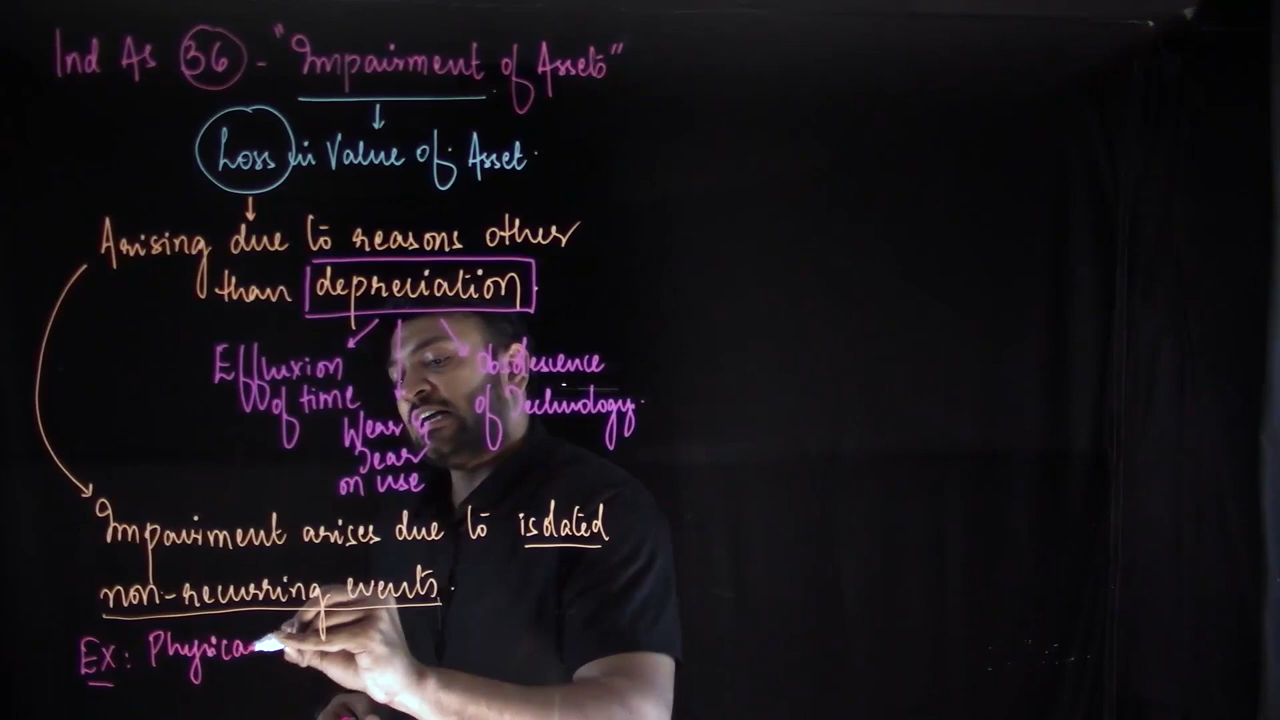 Ind As 36 - "Impairment of Assets"
Loss in Value of Asset.
Arising due to reasons other
than depreciation.
Effluxion
of time
Wear &
Tear
on use
Obsolescence
of Technology.
Impairment arises due to isolated
non-recurring events.
Ex: Physica